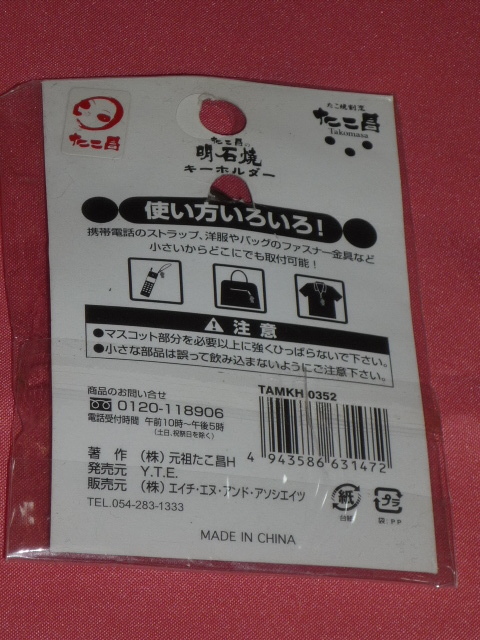 たこ昌
たこ焼割烹
たこ昌
Takomasa
たこ昌の
明石焼
キーホルダー
使い方いろいろ!
携帯電話のストラップ、洋服やバッグのファスナー金具など
小さいからどこにでも取付可能!
注意
●マスコット部分を必要以上に強くひっぱらないで下さい。
●小さな部品は誤って飲み込まないようにご注意下さい。
商品のお問い合せ
0120-118906
電話受付時間 午前10時〜午後5時
(土日、祝祭日を除く)
TAMKH 0352
4 943586 631472
著 作 (株)元祖たこ昌H
発売元 Y.T.E.
販売元 (株)エイチ・エヌ・アンド・アソシエイツ
TEL.054-283-1333
紙
台紙
プラ
袋:PP
MADE IN CHINA